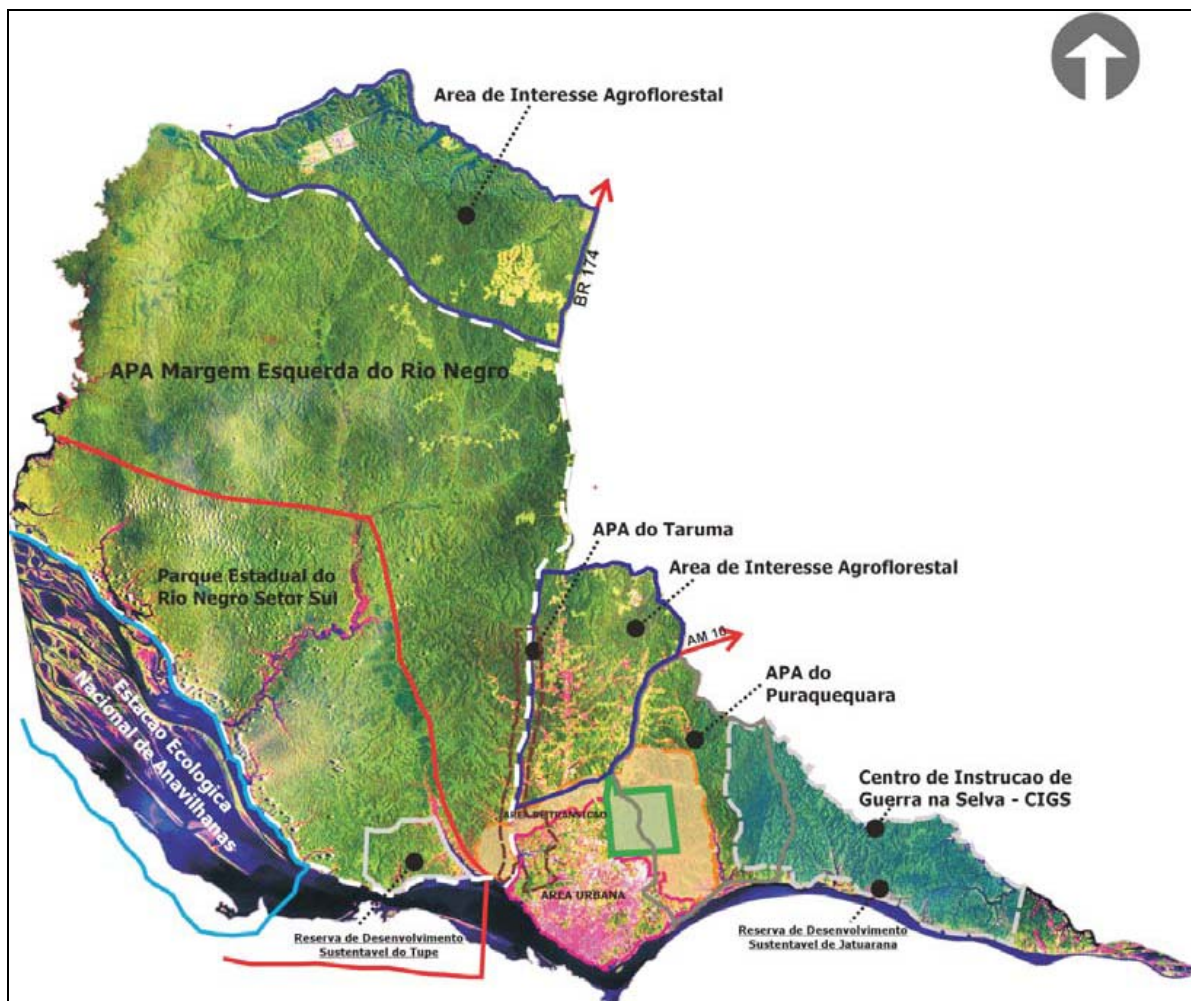 Area de Interesse Agroflorestal
BR 174
APA Margem Esquerda do Rio Negro
APA do Taruma
Area de Interesse Agroflorestal
Parque Estadual do
Rio Negro Setor Sul
AM 10
APA do
Puraquequara
Estacao Ecologica
Nacional de Anavilhanas
Centro de Instrucao de
Guerra na Selva - CIGS
AREA DE TRANSICAO
AREA URBANA
Reserva de Desenvolvimento
Sustentavel do Tupe
Reserva de Desenvolvimento
Sustentavel de Jatuarana